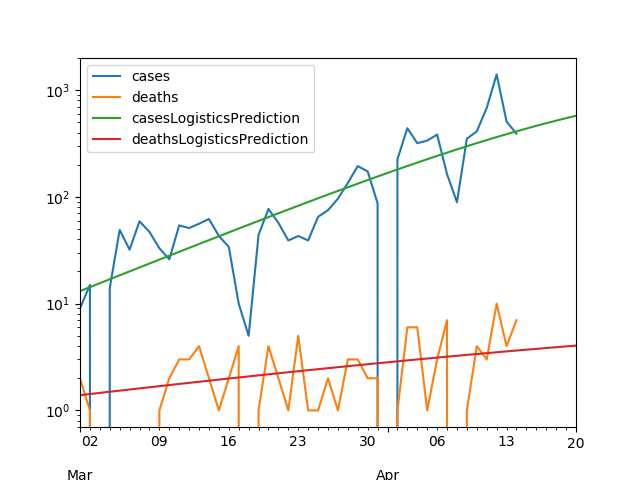 10³
10²
10¹
10⁰
cases
deaths
casesLogisticsPrediction
deathsLogisticsPrediction
02 09 16 23 30 06 13 20
Mar Apr